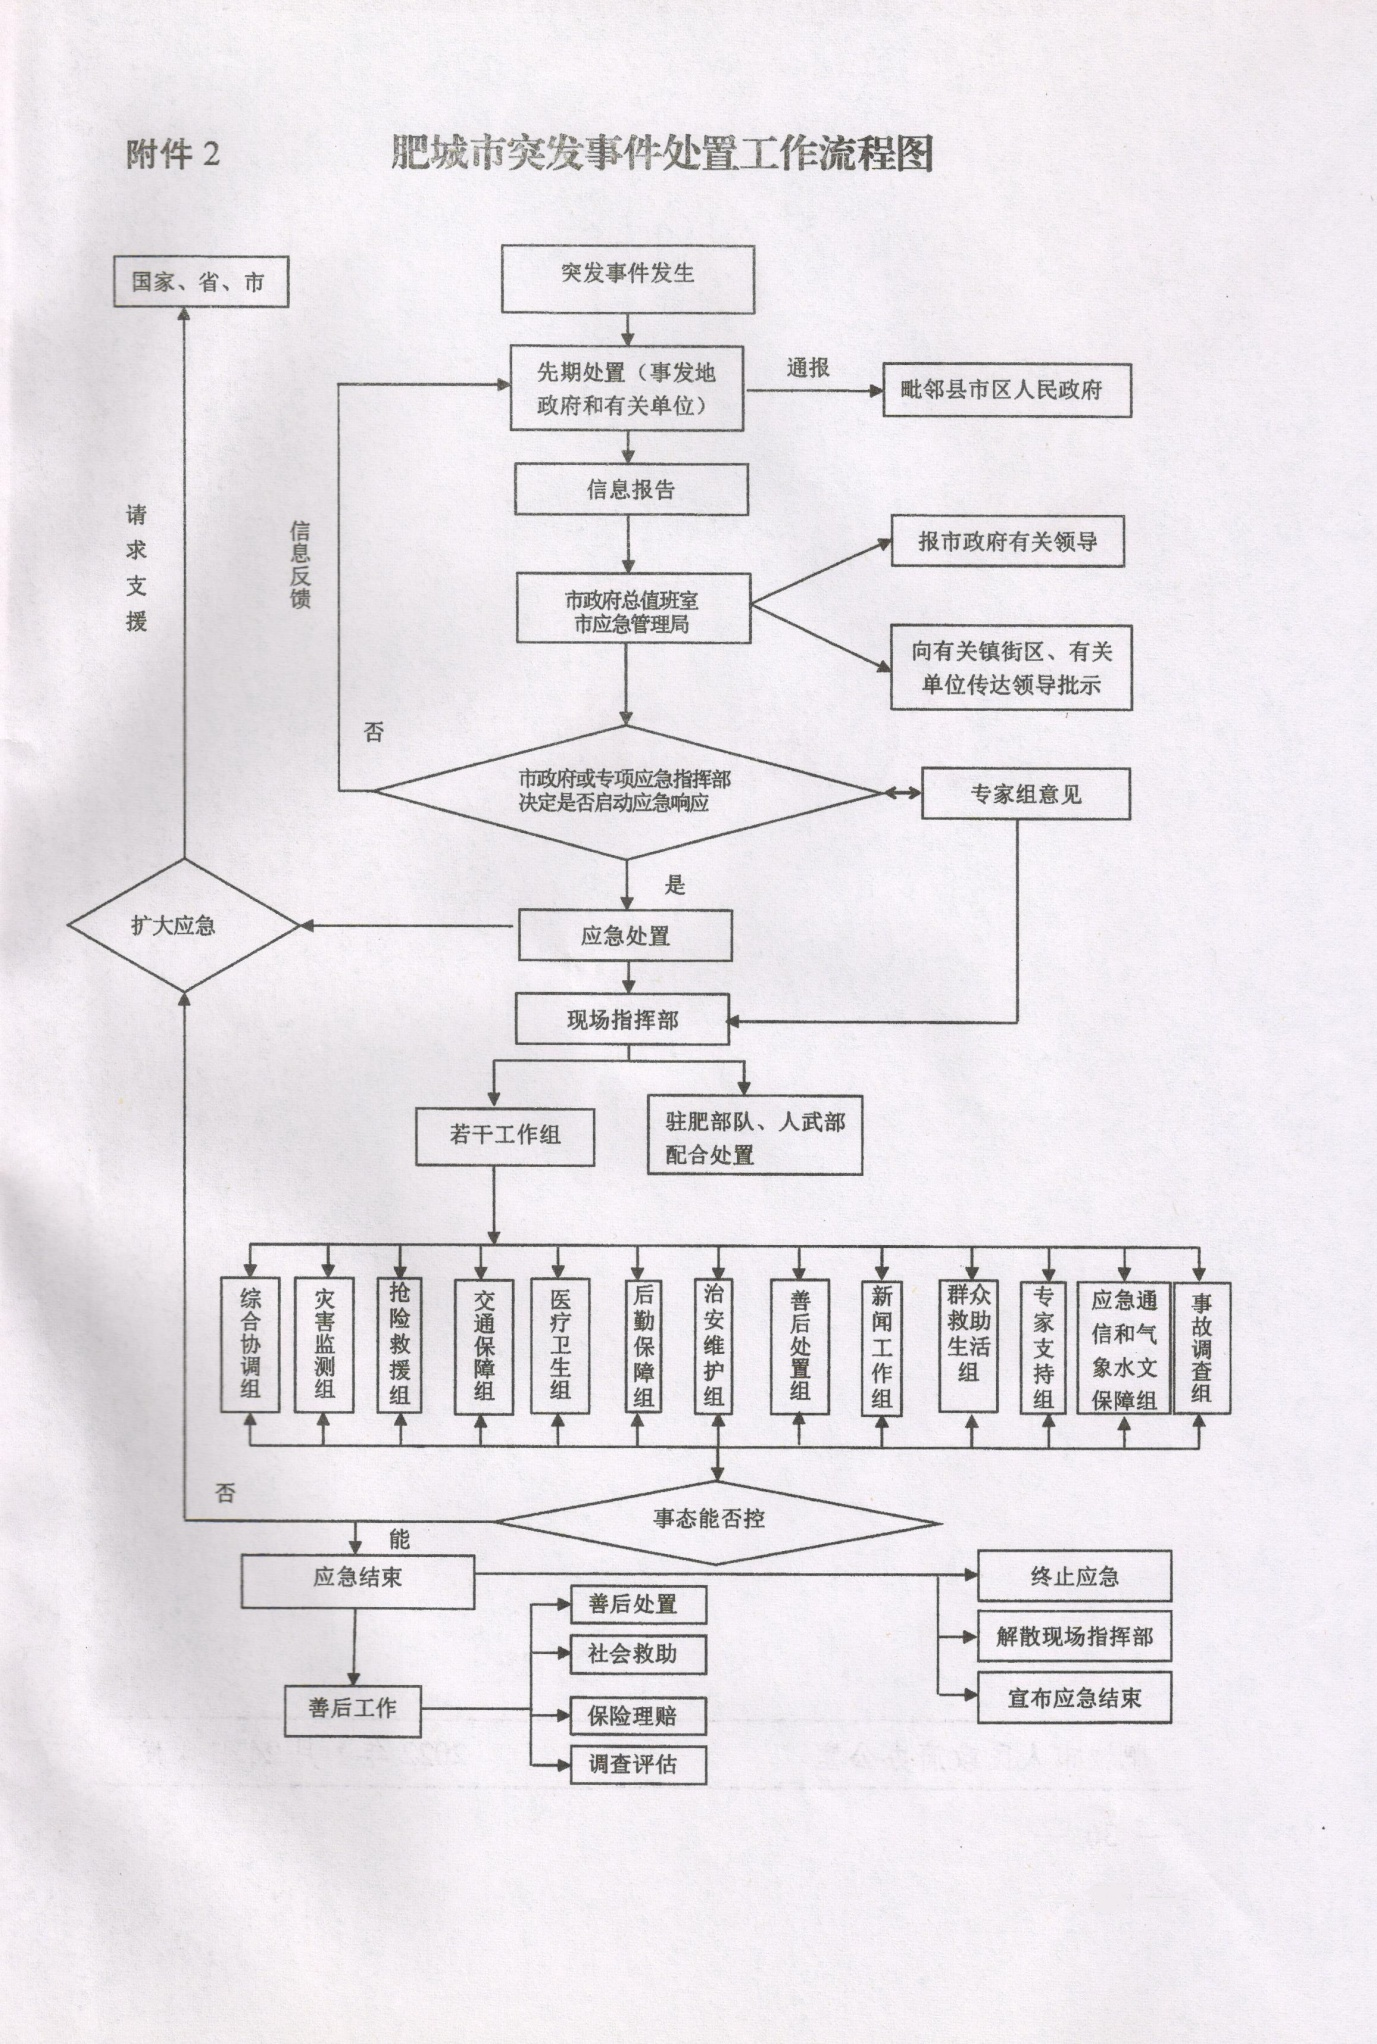 附件 2
肥城市突发事件处置工作流程图
国家、省、市
突发事件发生
先期处置（事发地
政府和有关单位）
通报
毗邻县市区人民政府
信息报告
请求支援
信息反馈
报市政府有关领导
市政府总值班室
市应急管理局
向有关镇街区、有关
单位传达领导批示
否
市政府或专项应急指挥部
决定是否启动应急响应
专家组意见
是
扩大应急
应急处置
现场指挥部
若干工作组
驻肥部队、人武部
配合处置
综合协调组
灾害监测组
抢险救援组
交通保障组
医疗卫生组
后勤保障组
治安维护组
善后处置组
新闻工作组
群众
救助
生活
组
专家支持组
应急通
信和气
象水文
保障组
事故调查组
否
事态能否控
能
应急结束
终止应急
善后处置
解散现场指挥部
社会救助
宣布应急结束
善后工作
保险理赔
调查评估